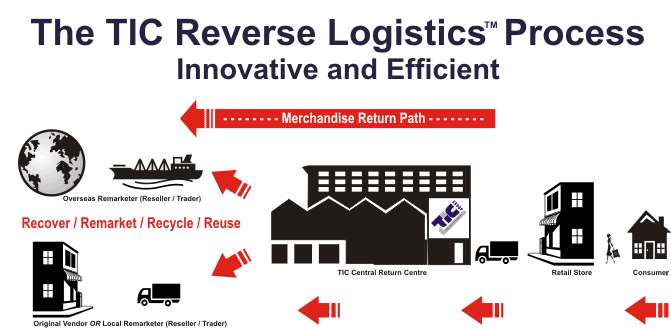 The TIC Reverse Logistics™ Process
Innovative and Efficient
- - - - - - - - Merchandise Return Path - - - - - - - -
Overseas Remarketer (Reseller / Trader)
Recover / Remarket / Recycle / Reuse
TIC
TIC Central Return Centre
Retail Store
Consumer
Original Vendor OR Local Remarketer (Reseller / Trader)